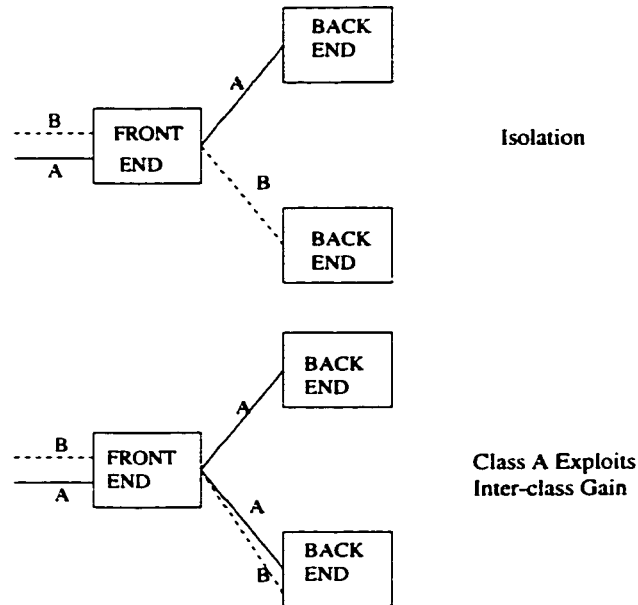 BACK
END
A
B
FRONT
END
A
Isolation
B
BACK
END
BACK
END
A
B
FRONT
END
A
Class A Exploits
Inter-class Gain
A
BACK
END
B